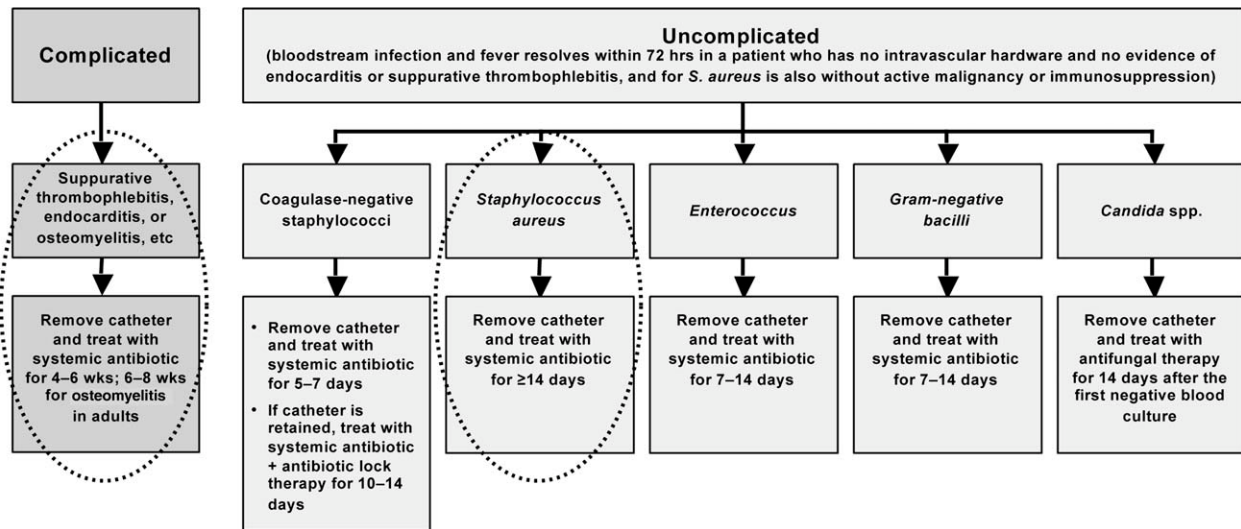 Complicated
Uncomplicated
(bloodstream infection and fever resolves within 72 hrs in a patient who has no intravascular hardware and no evidence of
endocarditis or suppurative thrombophlebitis, and for S. aureus is also without active malignancy or immunosuppression)
Suppurative
thrombophlebitis,
endocarditis, or
osteomyelitis, etc
Coagulase-negative
staphylococci
Staphylococcus
aureus
Enterococcus
Gram-negative
bacilli
Candida spp.
Remove catheter
and treat with
systemic antibiotic
for 4–6 wks; 6–8 wks
for osteomyelitis
in adults
• Remove catheter
and treat with
systemic antibiotic
for 5–7 days
• If catheter is
retained, treat with
systemic antibiotic
+ antibiotic lock
therapy for 10–14
days
Remove catheter
and treat with
systemic antibiotic
for ≥14 days
Remove catheter
and treat with
systemic antibiotic
for 7–14 days
Remove catheter
and treat with
systemic antibiotic
for 7–14 days
Remove catheter
and treat with
antifungal therapy
for 14 days after the
first negative blood
culture